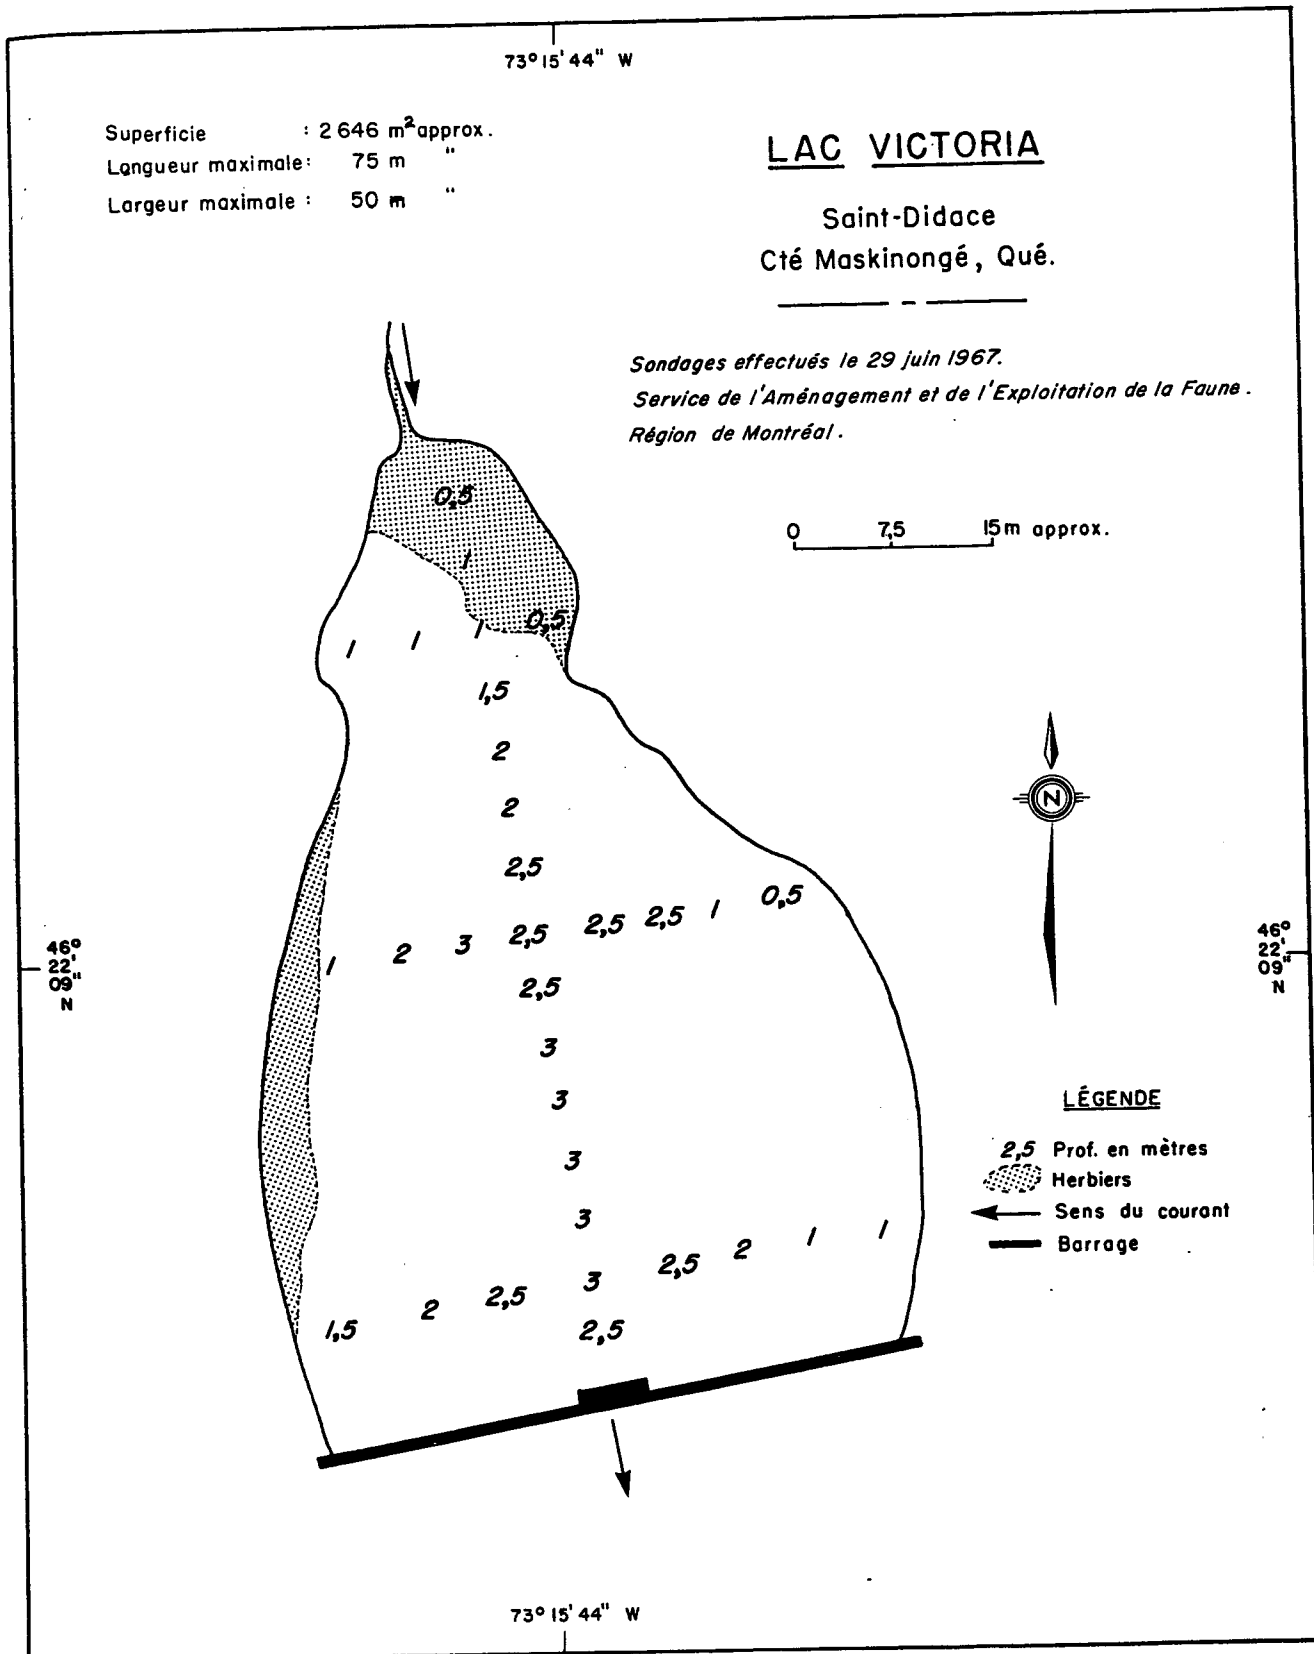 73° 15' 44" W
Superficie : 2 646 m² approx.
Longueur maximale : 75 m "
Largeur maximale : 50 m "
LAC VICTORIA
Saint-Didace
Cté Maskinongé, Qué.
Sondages effectués le 29 juin 1967.
Service de l'Aménagement et de l'Exploitation de la Faune.
Région de Montréal.
0 7,5 15m approx.
0,5
1
0,5
1 1 1
1,5
2
2
2,5
1 2 3 2,5 2,5 2,5 1 0,5
46° 22' 09" N
46° 22' 09" N
N
2,5
3
3
3
3
1,5 2 2,5 3 2,5 2 1 1
2,5
LÉGENDE
2,5 Prof. en mètres
Herbiers
Sens du courant
Barrage
73° 15' 44" W